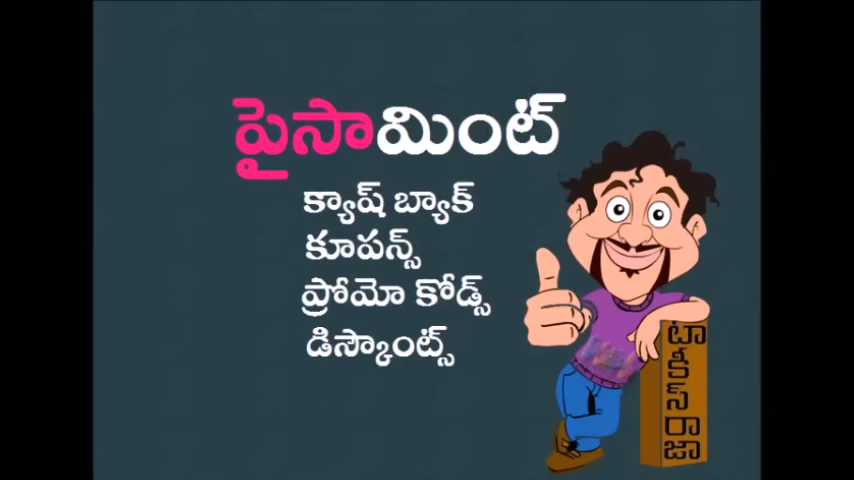 పైసామింట్
క్యాష్ బ్యాక్
కూపన్స్
ప్రోమో కోడ్స్
డిస్కౌంట్స్
టాకీస్ రాజా